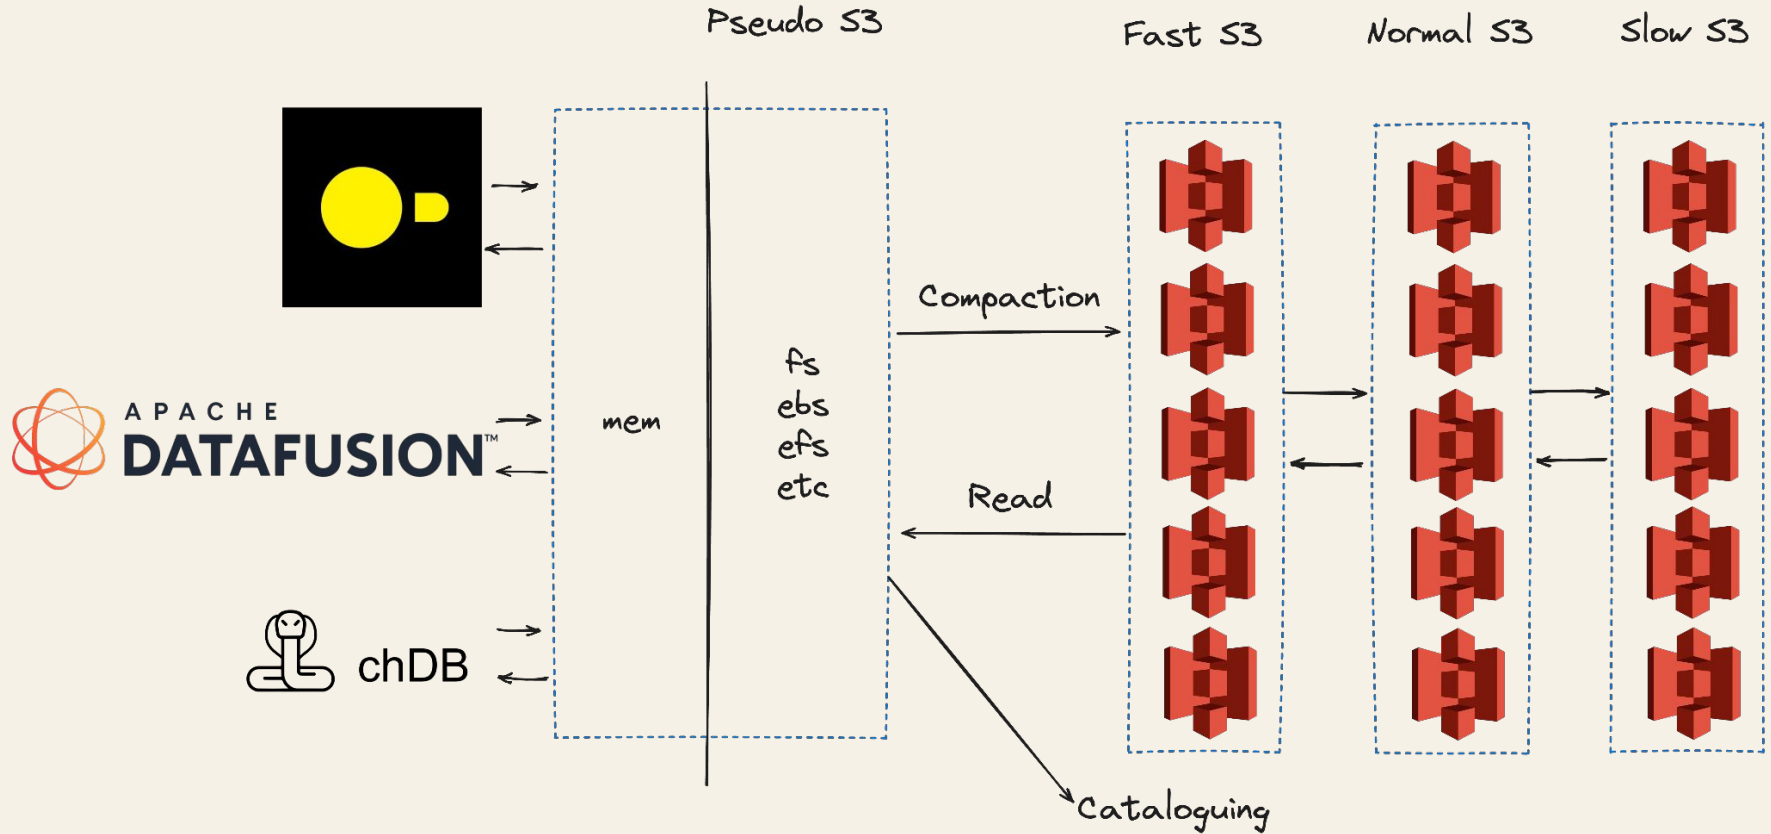 Pseudo S3
Fast S3
Normal S3
Slow S3
Compaction
fs
ebs
efs
etc
mem
APACHE
DATAFUSION™
Read
chDB
Cataloguing